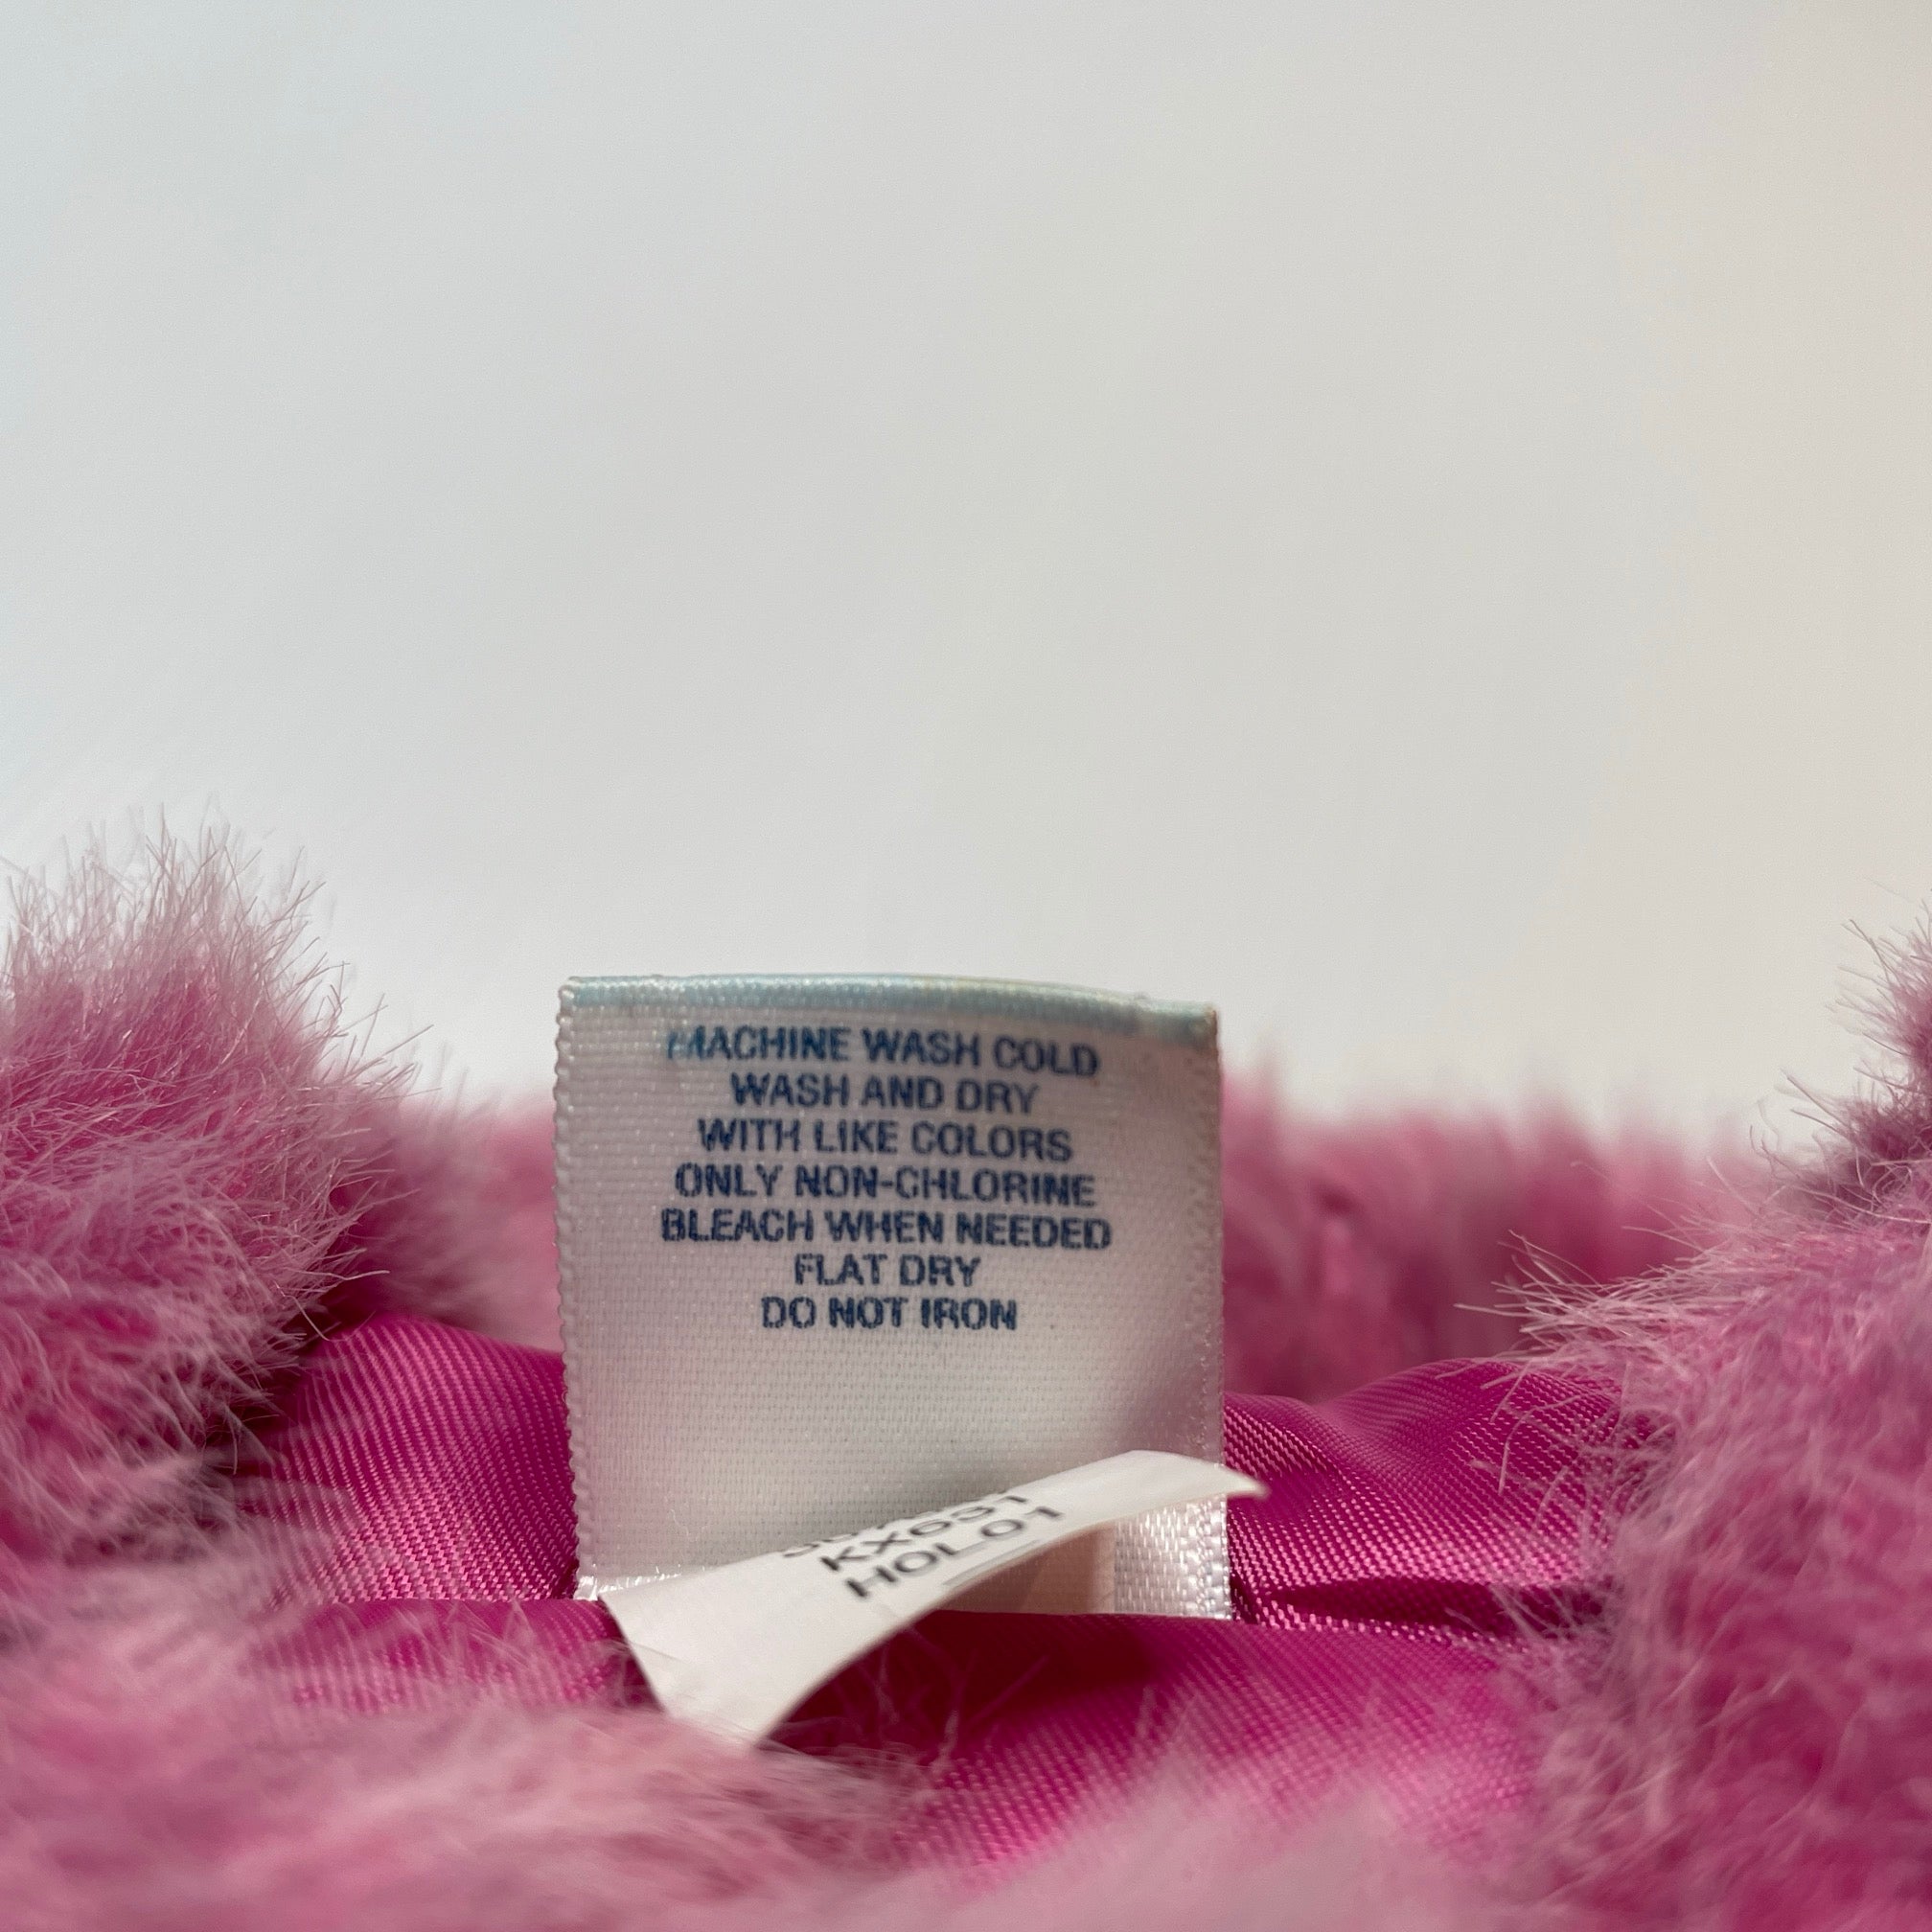 MACHINE WASH COLD
WASH AND DRY
WITH LIKE COLORS
ONLY NON-CHLORINE
BLEACH WHEN NEEDED
FLAT DRY
DO NOT IRON
KX0631
HOL01